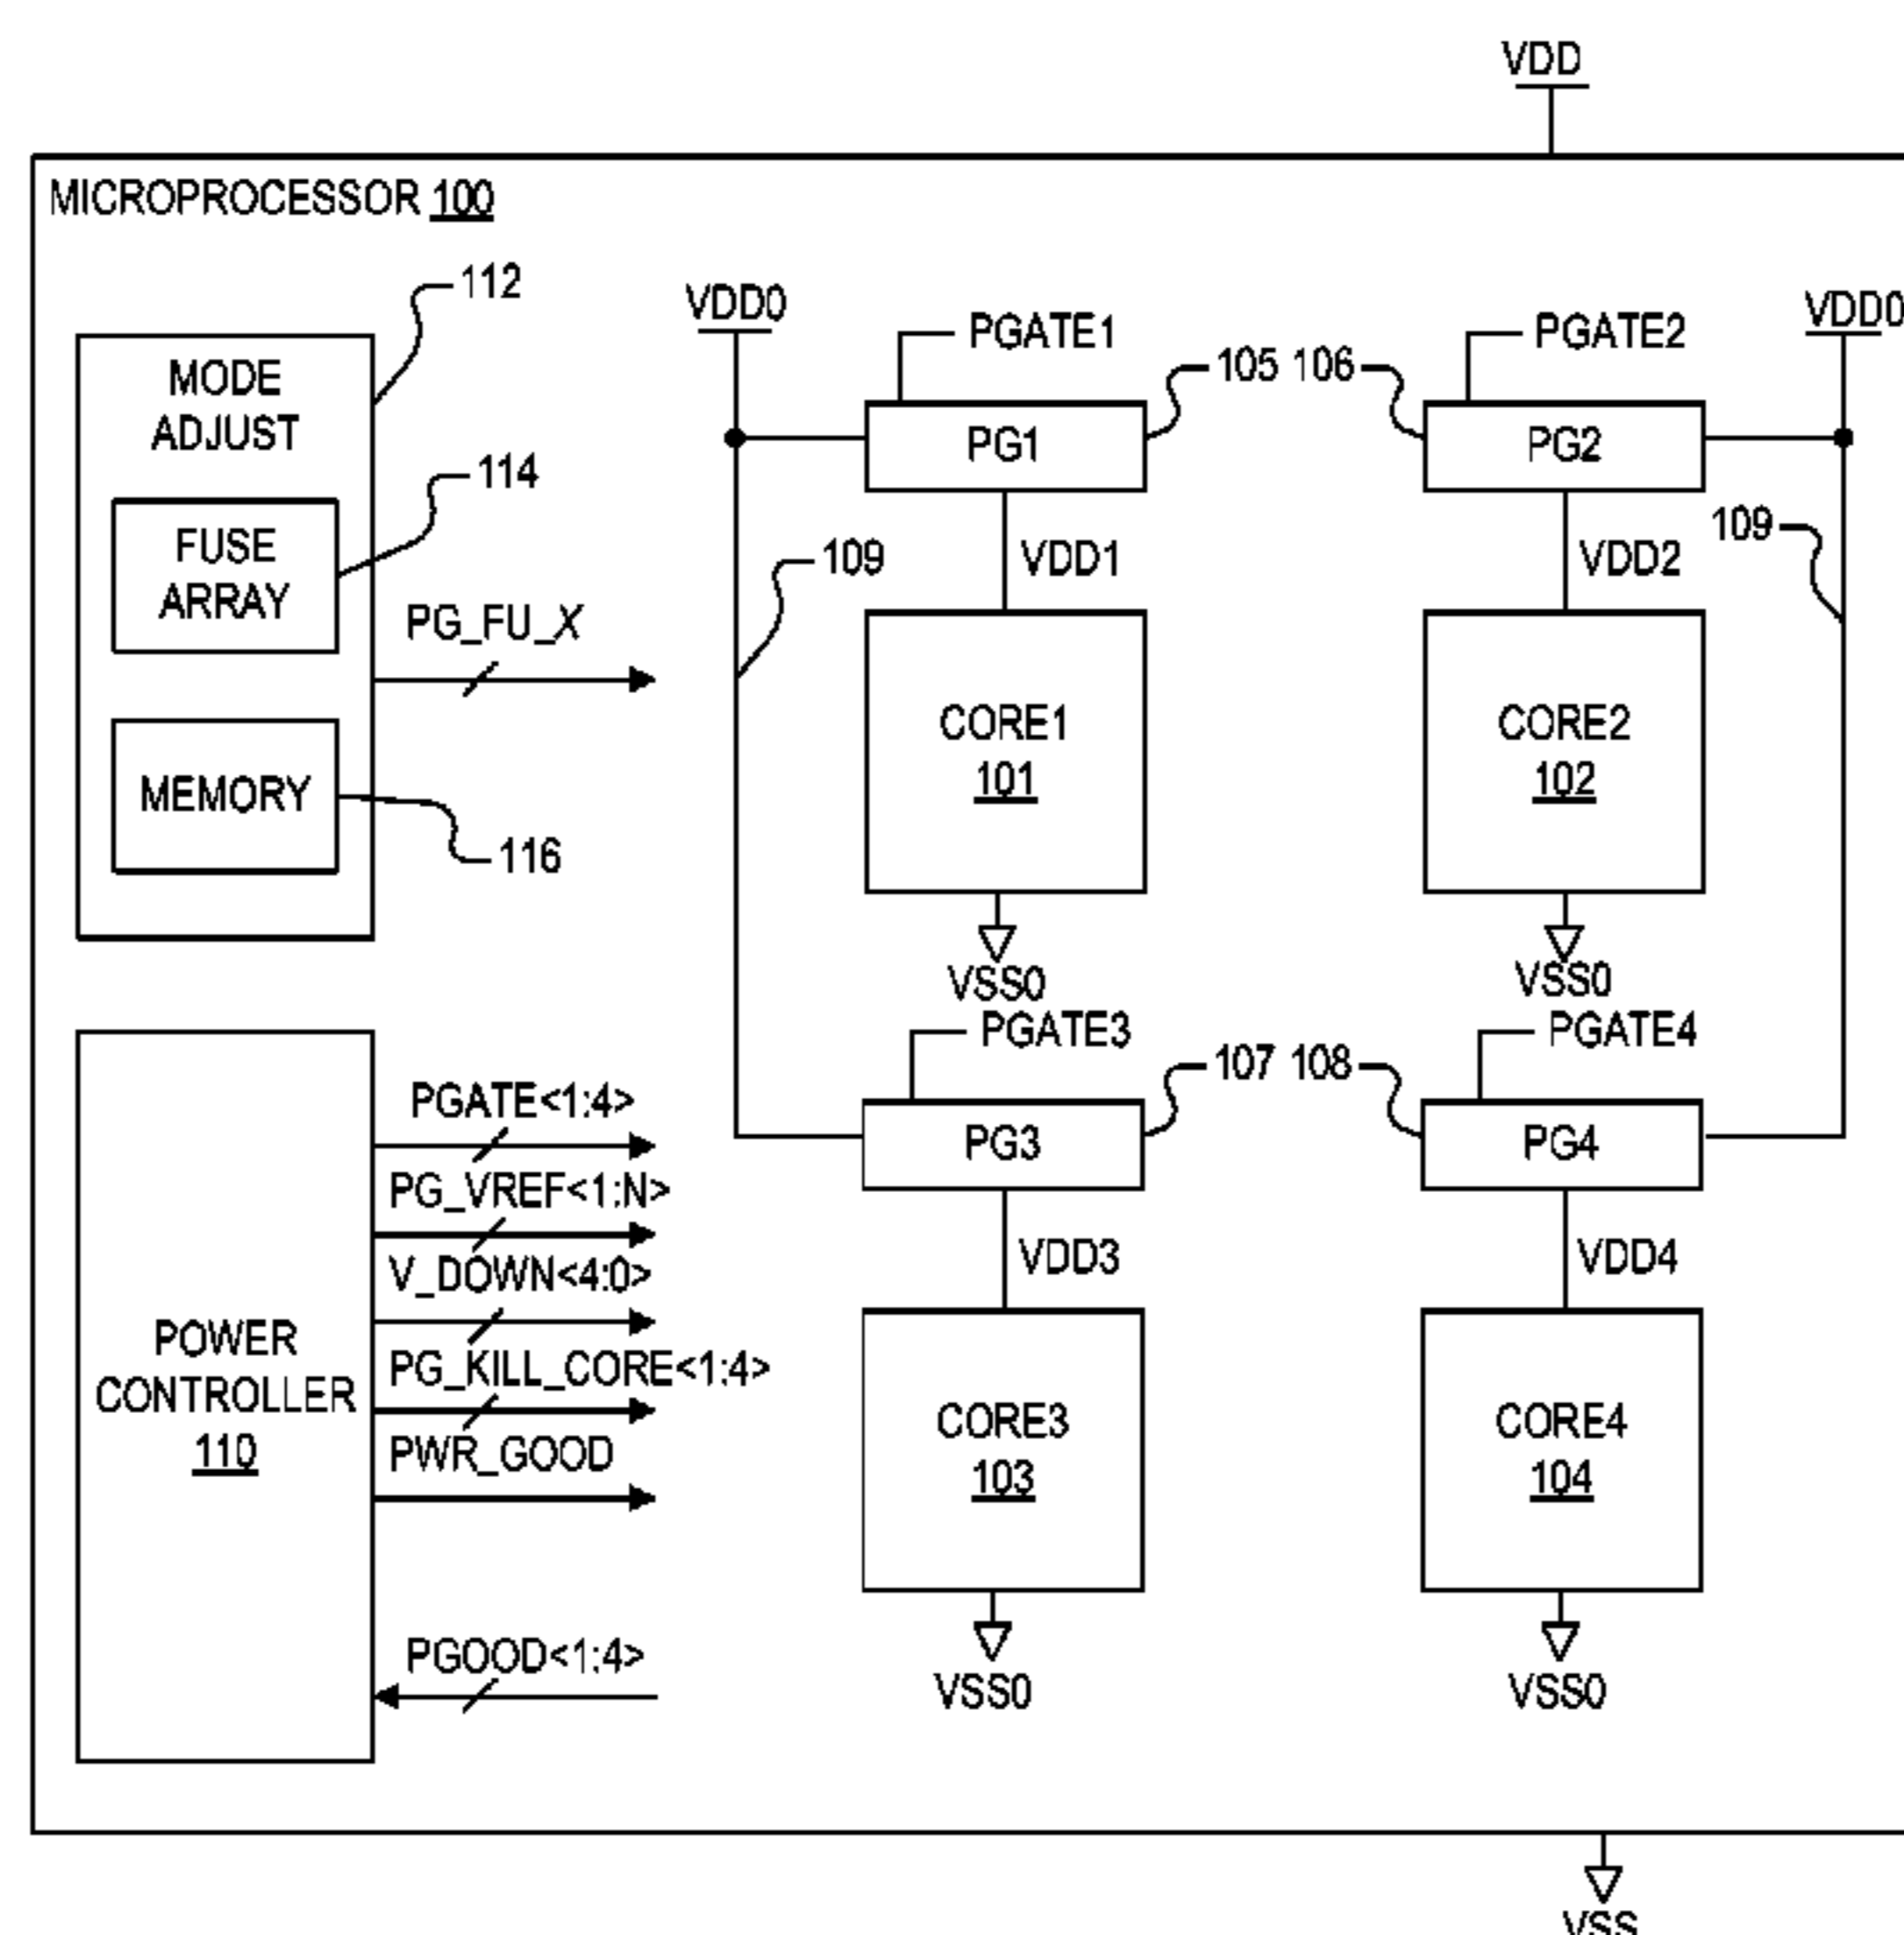 VDD
MICROPROCESSOR 100
112
MODE
ADJUST
114
FUSE
ARRAY
PG_FU_X
MEMORY
116
VDD0
PGATE1
105
PG1
109
VDD1
CORE1
101
VSS0
106
PGATE2
PG2
VDD0
109
VDD2
CORE2
102
VSS0
PGATE3
107
PG3
VDD3
CORE3
103
VSS0
108
PGATE4
PG4
VDD4
CORE4
104
VSS0
POWER
CONTROLLER
110
PGATE<1:4>
PG_VREF<1:N>
V_DOWN<4:0>
PG_KILL_CORE<1:4>
PWR_GOOD
PGOOD<1:4>
VSS